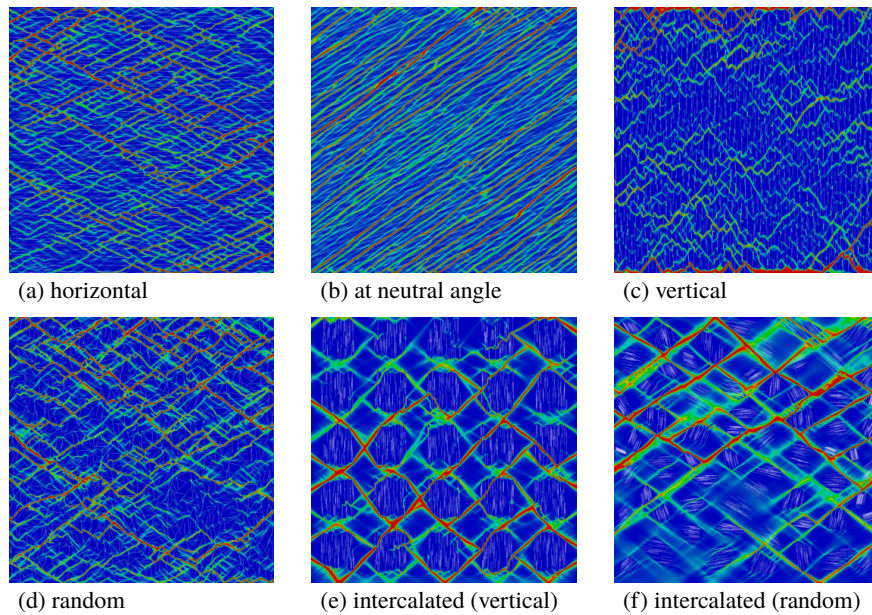 (a) horizontal
(b) at neutral angle
(c) vertical
(d) random
(e) intercalated (vertical)
(f) intercalated (random)